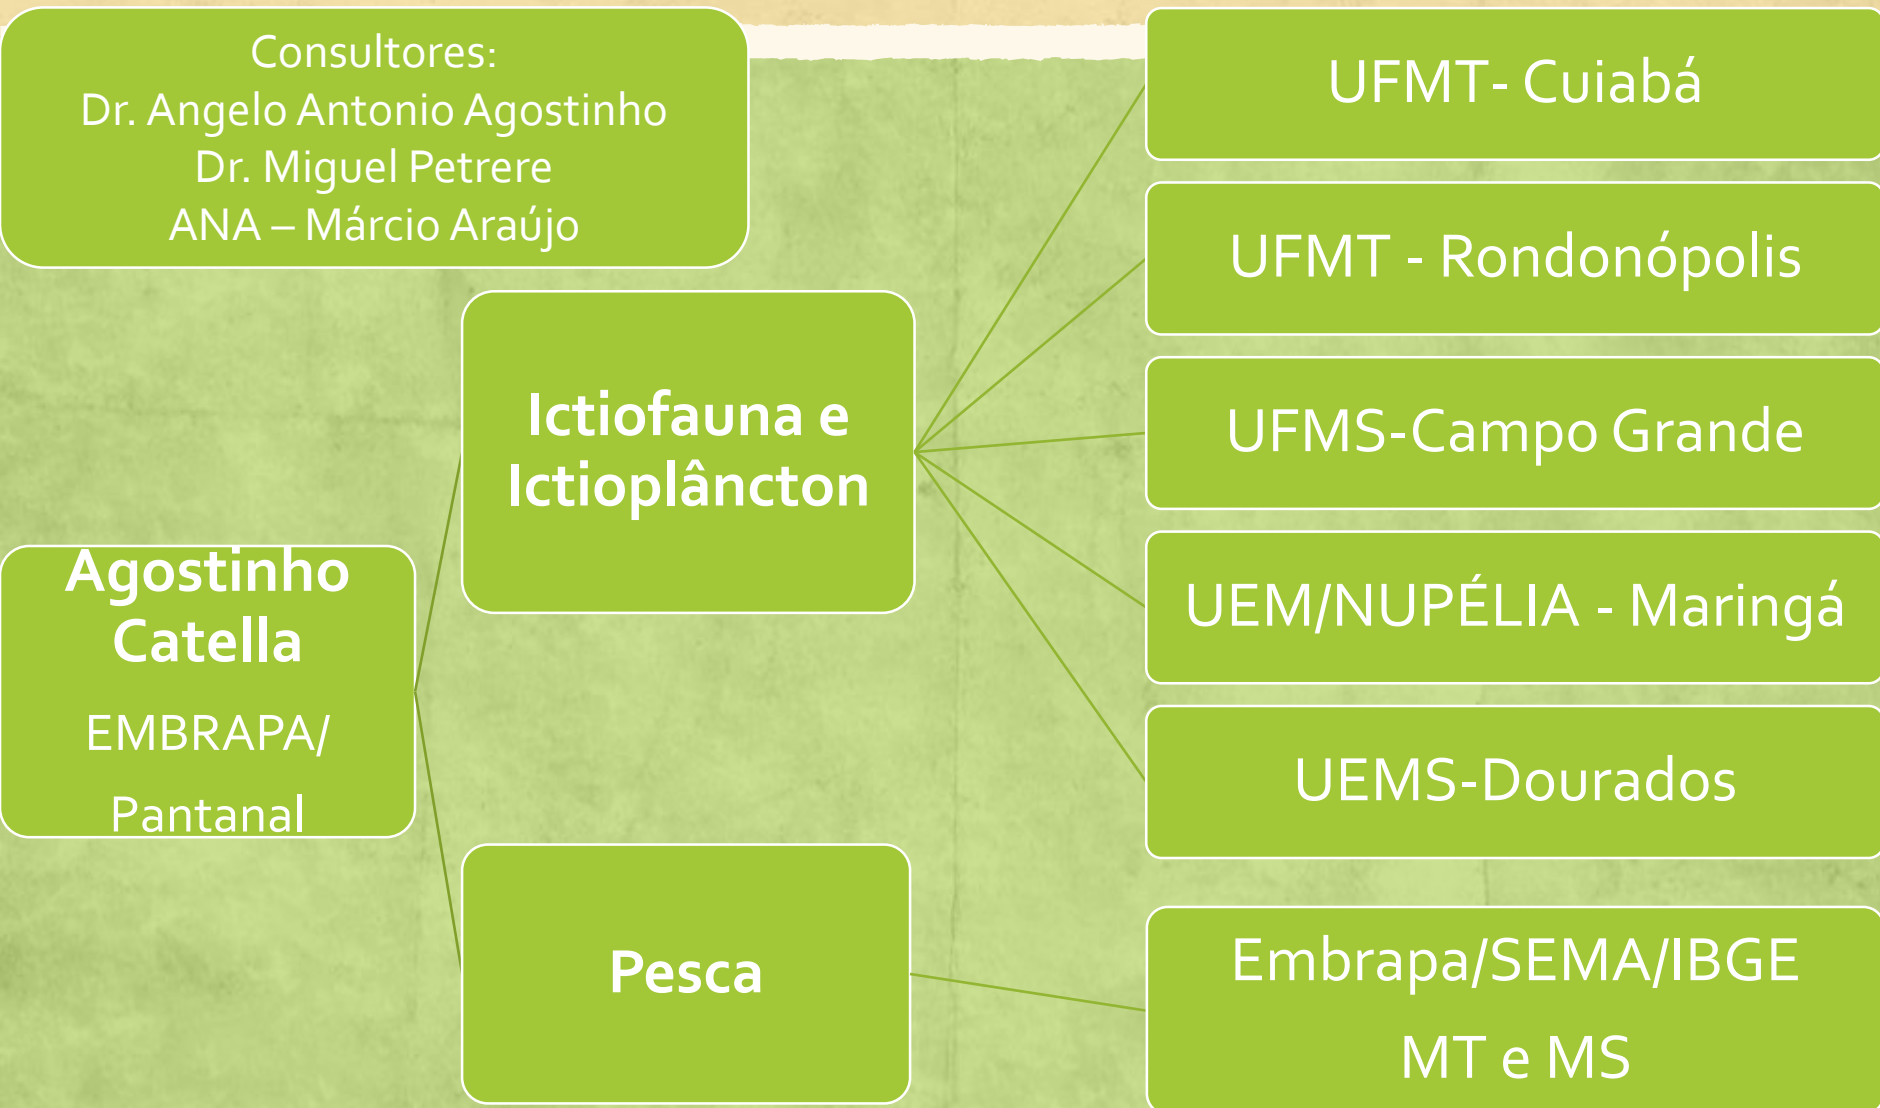 Consultores:
Dr. Angelo Antonio Agostinho
Dr. Miguel Petrere
ANA – Márcio Araújo
Agostinho
Catella
EMBRAPA/
Pantanal
Ictiofauna e
Ictioplâncton
Pesca
UFMT- Cuiabá
UFMT - Rondonópolis
UFMS-Campo Grande
UEM/NUPÉLIA - Maringá
UEMS-Dourados
Embrapa/SEMA/IBGE
MT e MS